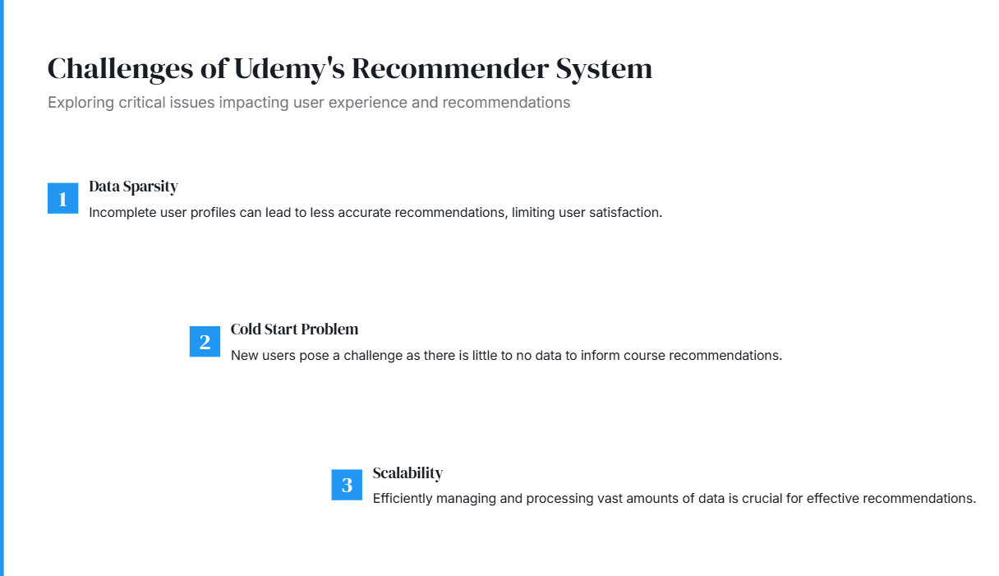 Challenges of Udemy's Recommender System
Exploring critical issues impacting user experience and recommendations
1
Data Sparsity
Incomplete user profiles can lead to less accurate recommendations, limiting user satisfaction.
2
Cold Start Problem
New users pose a challenge as there is little to no data to inform course recommendations.
3
Scalability
Efficiently managing and processing vast amounts of data is crucial for effective recommendations.